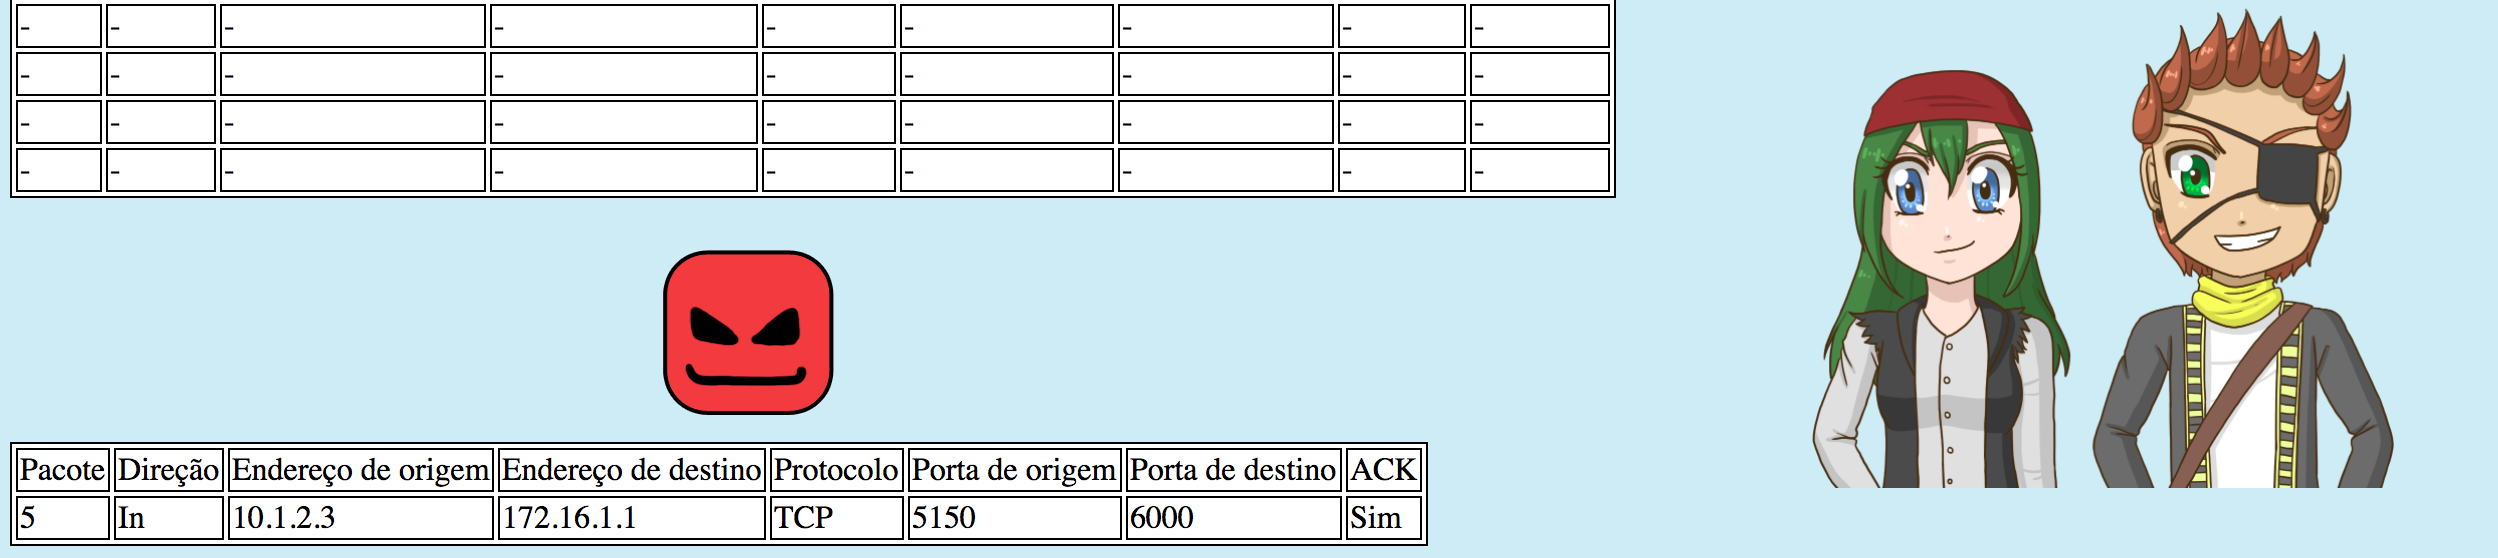 - - - - - - - - -
- - - - - - - - -
- - - - - - - - -
- - - - - - - - -
Pacote Direção Endereço de origem Endereço de destino Protocolo Porta de origem Porta de destino ACK
5 In 10.1.2.3 172.16.1.1 TCP 5150 6000 Sim